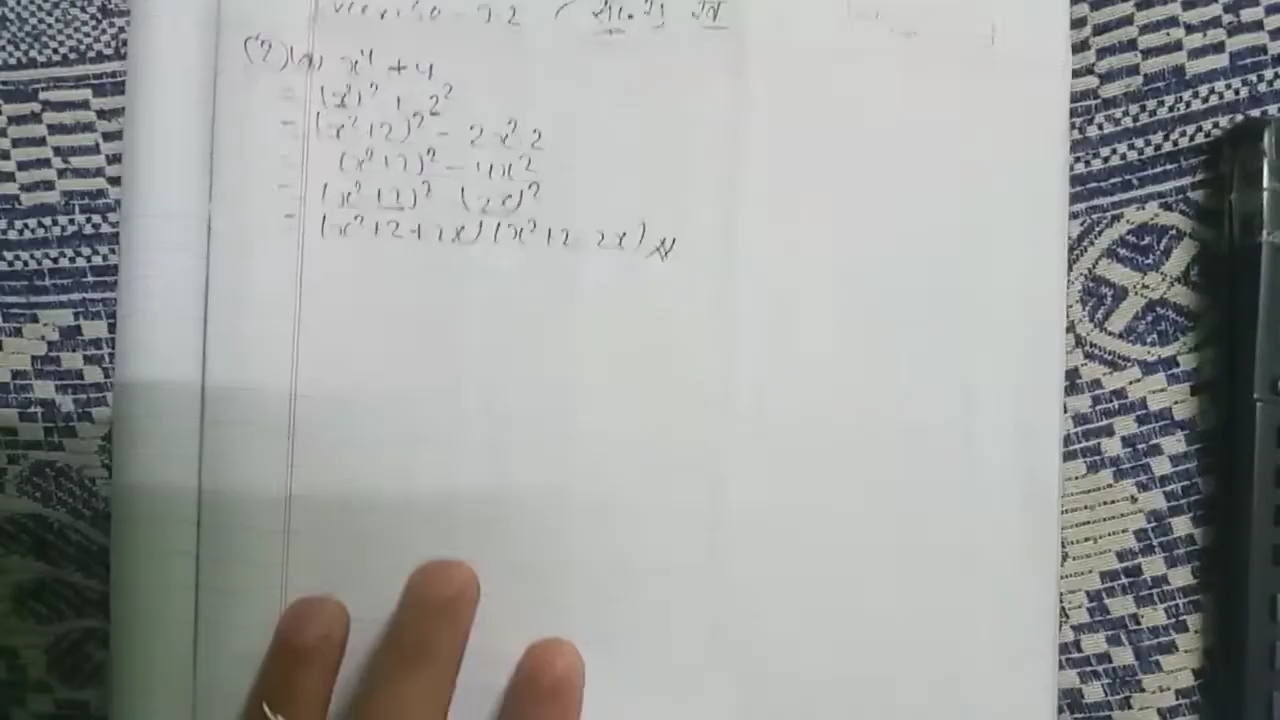 (2)(a) x⁴ + 4
= (x²)² + 2²
= (x²+2)² - 2 x² 2
= (x²+2)² - 4x²
= (x²+2)² (2x)²
= (x²+2+2x) (x²+2 2x)